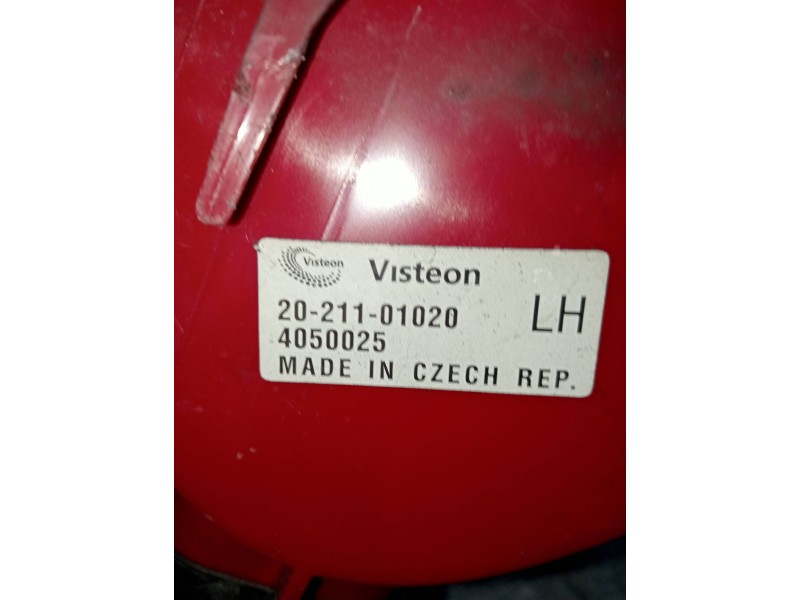 Visteon Visteon
20-211-01020 LH
4050025
MADE IN CZECH REP.